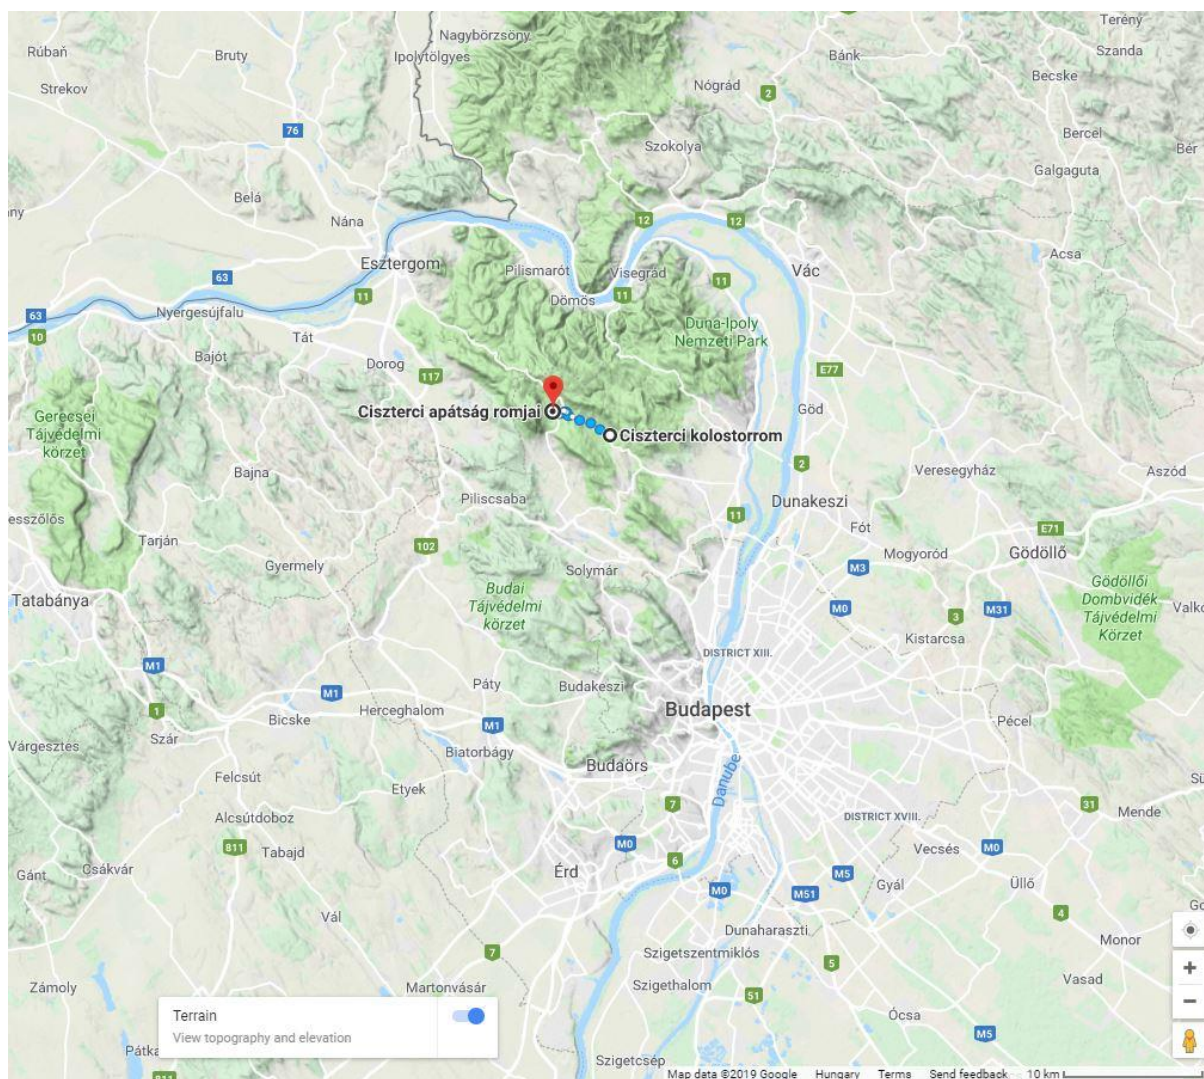 Terény
Nagybörzsöny
Rúbaň
Bruty
Ipolytölgyes
Bánk
Szanda
Strekov
Nógrád
2
Becske
76
Szokolya
Bercel
Bér
Galgaguta
Belá
Nána
12
12
Acsa
Esztergom
Pilismarót
Visegrád
Vác
63
11
11
11
Dömös
63
Nyergesújfalu
10
Tát
Duna-Ipoly
Nemzeti Park
Bajót
Dorog
117
E77
Ciszterci apátság romjai
Göd
Gerecsei
Tájvédelmi
körzet
Ciszterci kolostorrom
2
Bajna
Veresegyház
Aszód
Piliscsaba
Dunakeszi
11
esszőlős
Fót
E71
Tarján
102
Mogyoród
Gödöllő
Gyermely
Solymár
M3
Tatabánya
Budai
Tájvédelmi
körzet
M0
M31
3
Gödöllői
Dombvidék
Tájvédelmi
Körzet
Valkó
Kistarcsa
DISTRICT XIII.
M1
M1
Páty
Budakeszi
1
Bicske
Herceghalom
M1
Budapest
Pécel
Várgesztes
Szár
Biatorbágy
Budaörs
Felcsút
Etyek
Danube
7
31
Mende
Alcsútdoboz
DISTRICT XVIII.
811
Tabajd
M0
6
Vecsés
M0
Gánt
Csákvár
Érd
M5
Gyál
Üllő
M0
M51
4
Vál
Dunaharaszti
Monor
7
Szigetszentmiklós
5
Zámoly
Martonvásár
Szigethalom
51
Vasad
Terrain
View topography and elevation
Ócsa
M5
Szigetcsép
811
Map data ©2019 Google Hungary Terms Send feedback 10 km